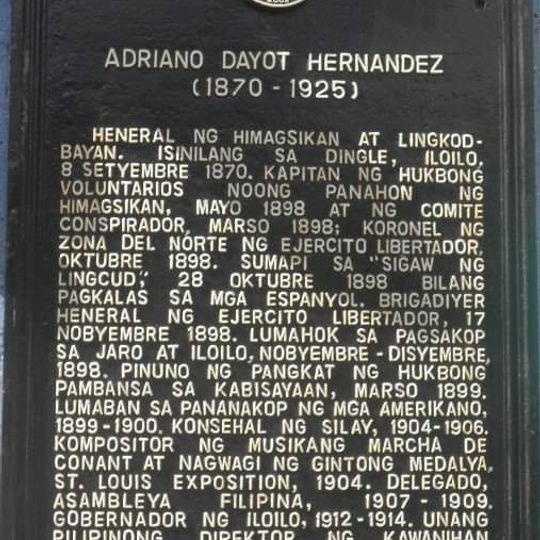 2008
ADRIANO DAYOT HERNANDEZ
(1870 - 1925)
HENERAL NG HIMAGSIKAN AT LINGKOD-
BAYAN. ISINILANG SA DINGLE, ILOILO,
8 SETYEMBRE 1870. KAPITAN NG HUKBONG
VOLUNTARIOS NOONG PANAHON NG
HIMAGSIKAN, MAYO 1898 AT NG COMITE
CONSPIRADOR, MARSO 1898; KORONEL NG
ZONA DEL NORTE NG EJERCITO LIBERTADOR,
OKTUBRE 1898. SUMAPI SA "SIGAW NG
LINGCUD," 28 OKTUBRE 1898 BILANG
PAGKALAS SA MGA ESPANYOL. BRIGADIYER
HENERAL NG EJERCITO LIBERTADOR, 17
NOBYEMBRE 1898. LUMAHOK SA PAGSAKOP
SA JARO AT ILOILO, NOBYEMBRE - DISYEMBRE,
1898. PINUNO NG PANGKAT NG HUKBONG
PAMBANSA SA KABISAYAAN, MARSO 1899.
LUMABAN SA PANANAKOP NG MGA AMERIKANO,
1899-1900. KONSEHAL NG SILAY, 1904-1906.
KOMPOSITOR NG MUSIKANG MARCHA DE
CONANT AT NAGWAGI NG GINTONG MEDALYA,
ST. LOUIS EXPOSITION, 1904. DELEGADO,
ASAMBLEYA FILIPINA, 1907 - 1909.
GOBERNADOR NG ILOILO, 1912-1914. UNANG
PILIPINONG DIREKTOR NG KAWANIHAN